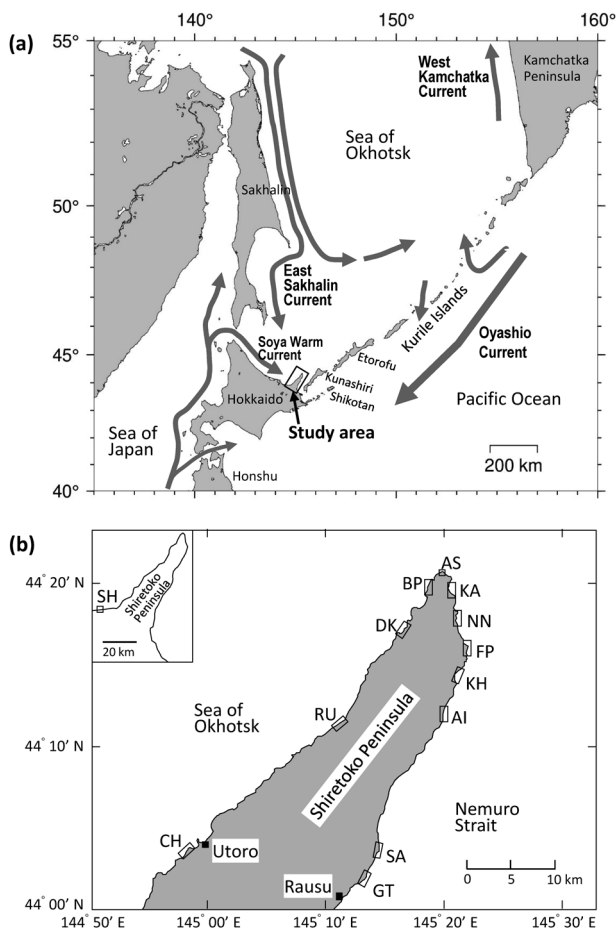 140°
150°
160°
(a)
55°
West
Kamchatka
Current
Kamchatka
Peninsula
Sea of
Okhotsk
Sakhalin
50°
East
Sakhalin
Current
Kurile Islands
Soya Warm
Current
Oyashio
Current
45°
Etorofu
Kunashiri
Hokkaido
Shikotan
Pacific Ocean
Study area
Sea of
Japan
200 km
Honshu
40°
(b)
AS
44° 20' N
BP
KA
SH
Shiretoko
Peninsula
NN
DK
20 km
FP
KH
Sea of
Okhotsk
RU
AI
Shiretoko Peninsula
44° 10' N
Nemuro
Strait
CH
Utoro
SA
0 5 10 km
Rausu
GT
44° 00' N
144° 50' E
145° 00' E
145° 10' E
145° 20' E
145° 30' E